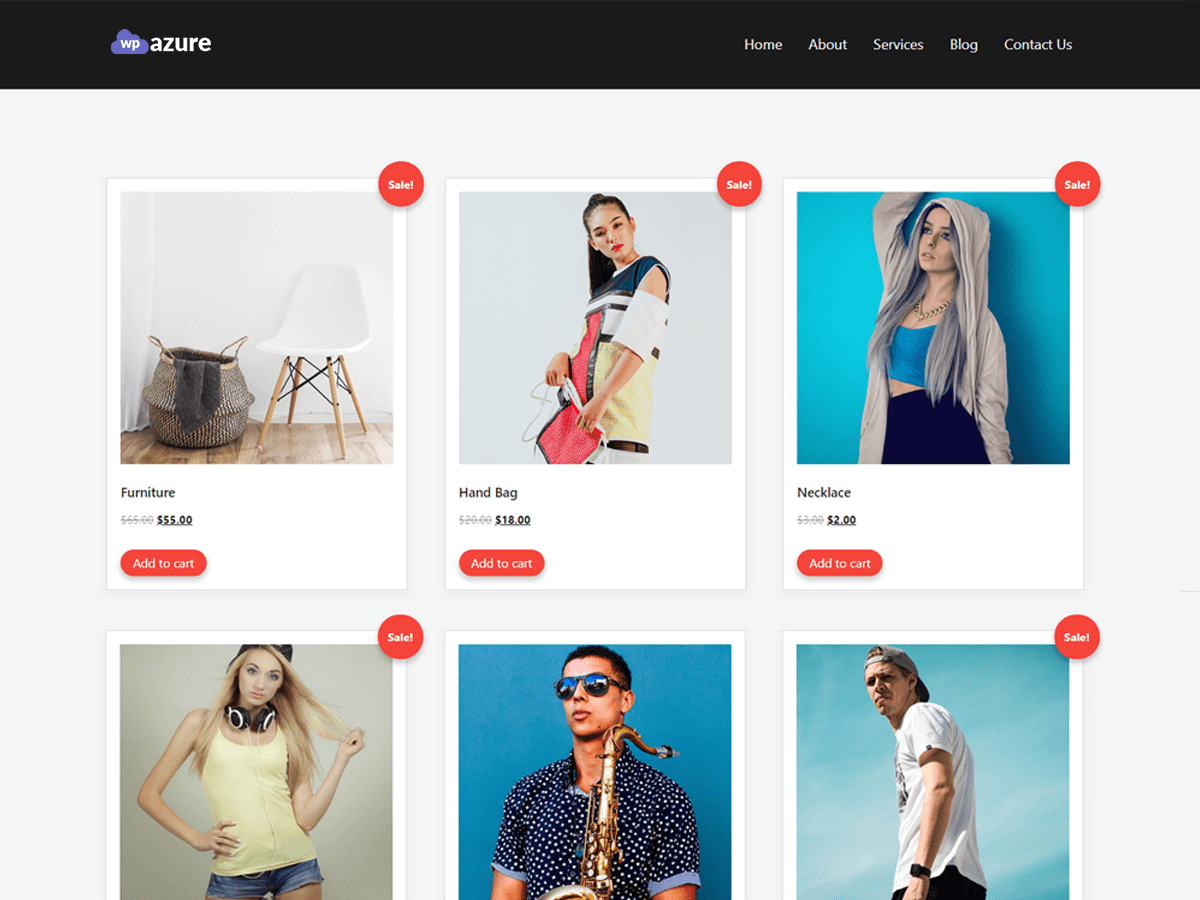 wp azure
Home About Services Blog Contact Us
Sale! Sale! Sale!
Furniture Hand Bag Necklace
$65.00 $55.00 $20.00 $18.00 $3.00 $2.00
Add to cart Add to cart Add to cart
Sale! Sale!